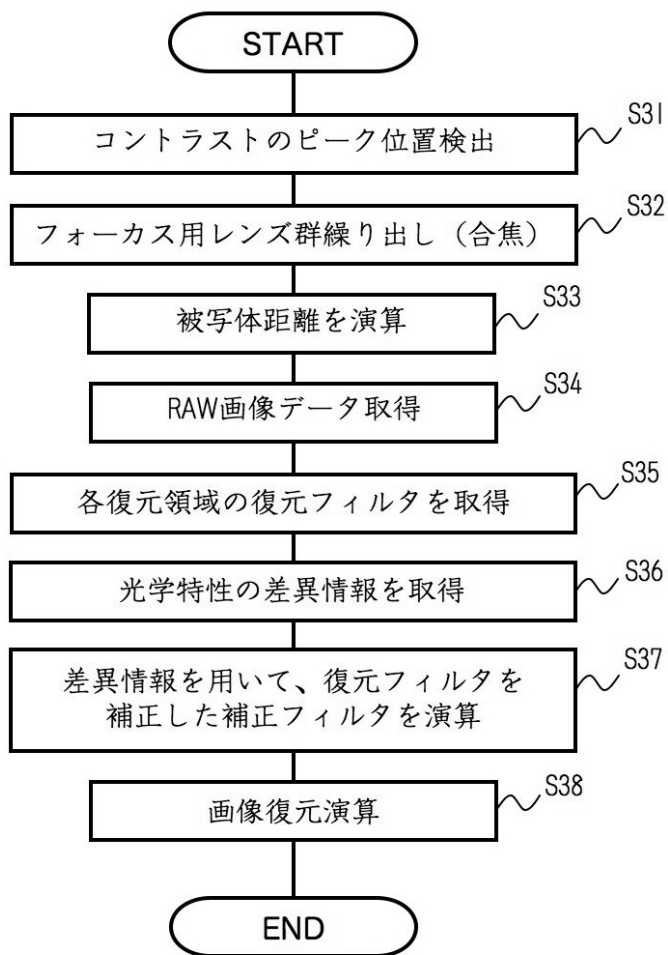 START
コントラストのピーク位置検出
S31
フォーカス用レンズ群繰り出し（合焦）
S32
被写体距離を演算
S33
RAW画像データ取得
S34
各復元領域の復元フィルタを取得
S35
光学特性の差異情報を取得
S36
差異情報を用いて、復元フィルタを
補正した補正フィルタを演算
S37
画像復元演算
S38
END